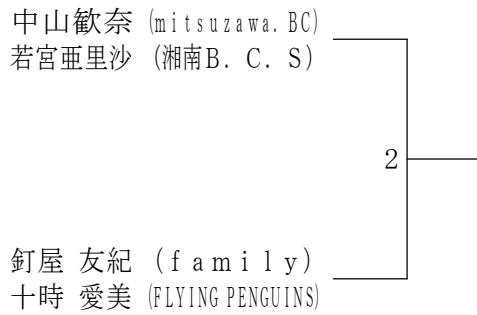 中山歓奈 (mitsuzawa.BC)
若宮亜里沙 (湘南B.C.S)
2
釘屋 友紀 (family)
十時 愛美 (FLYING PENGUINS)